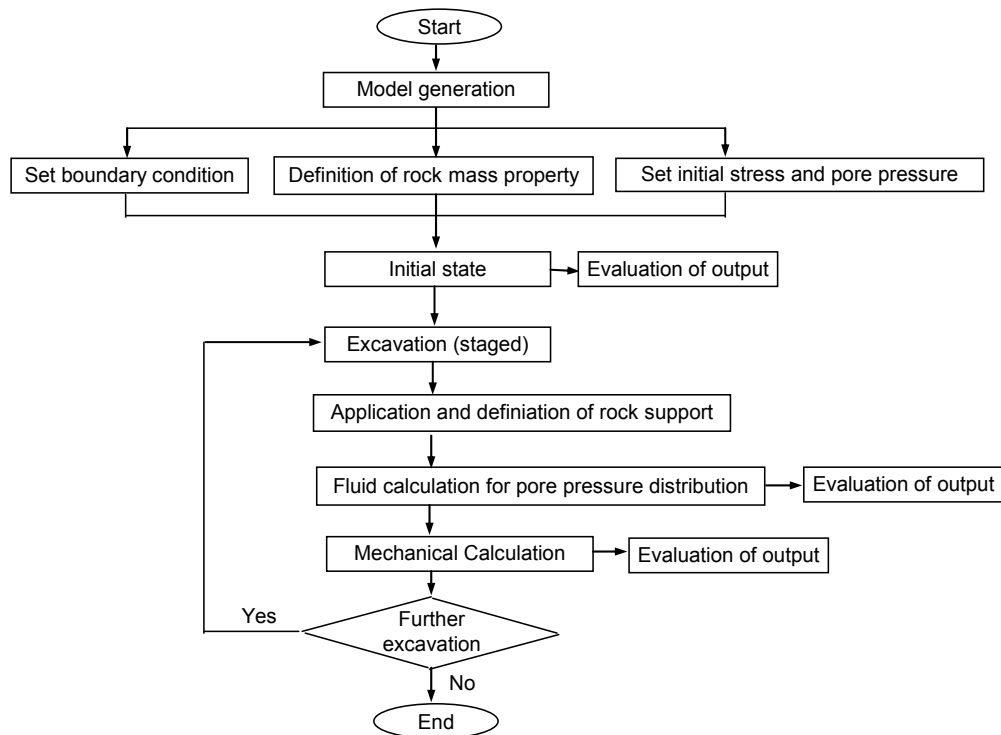 Start
Model generation
Set boundary condition
Definition of rock mass property
Set initial stress and pore pressure
Initial state
Evaluation of output
Excavation (staged)
Application and definiation of rock support
Fluid calculation for pore pressure distribution
Evaluation of output
Mechanical Calculation
Evaluation of output
Yes
Further
excavation
No
End